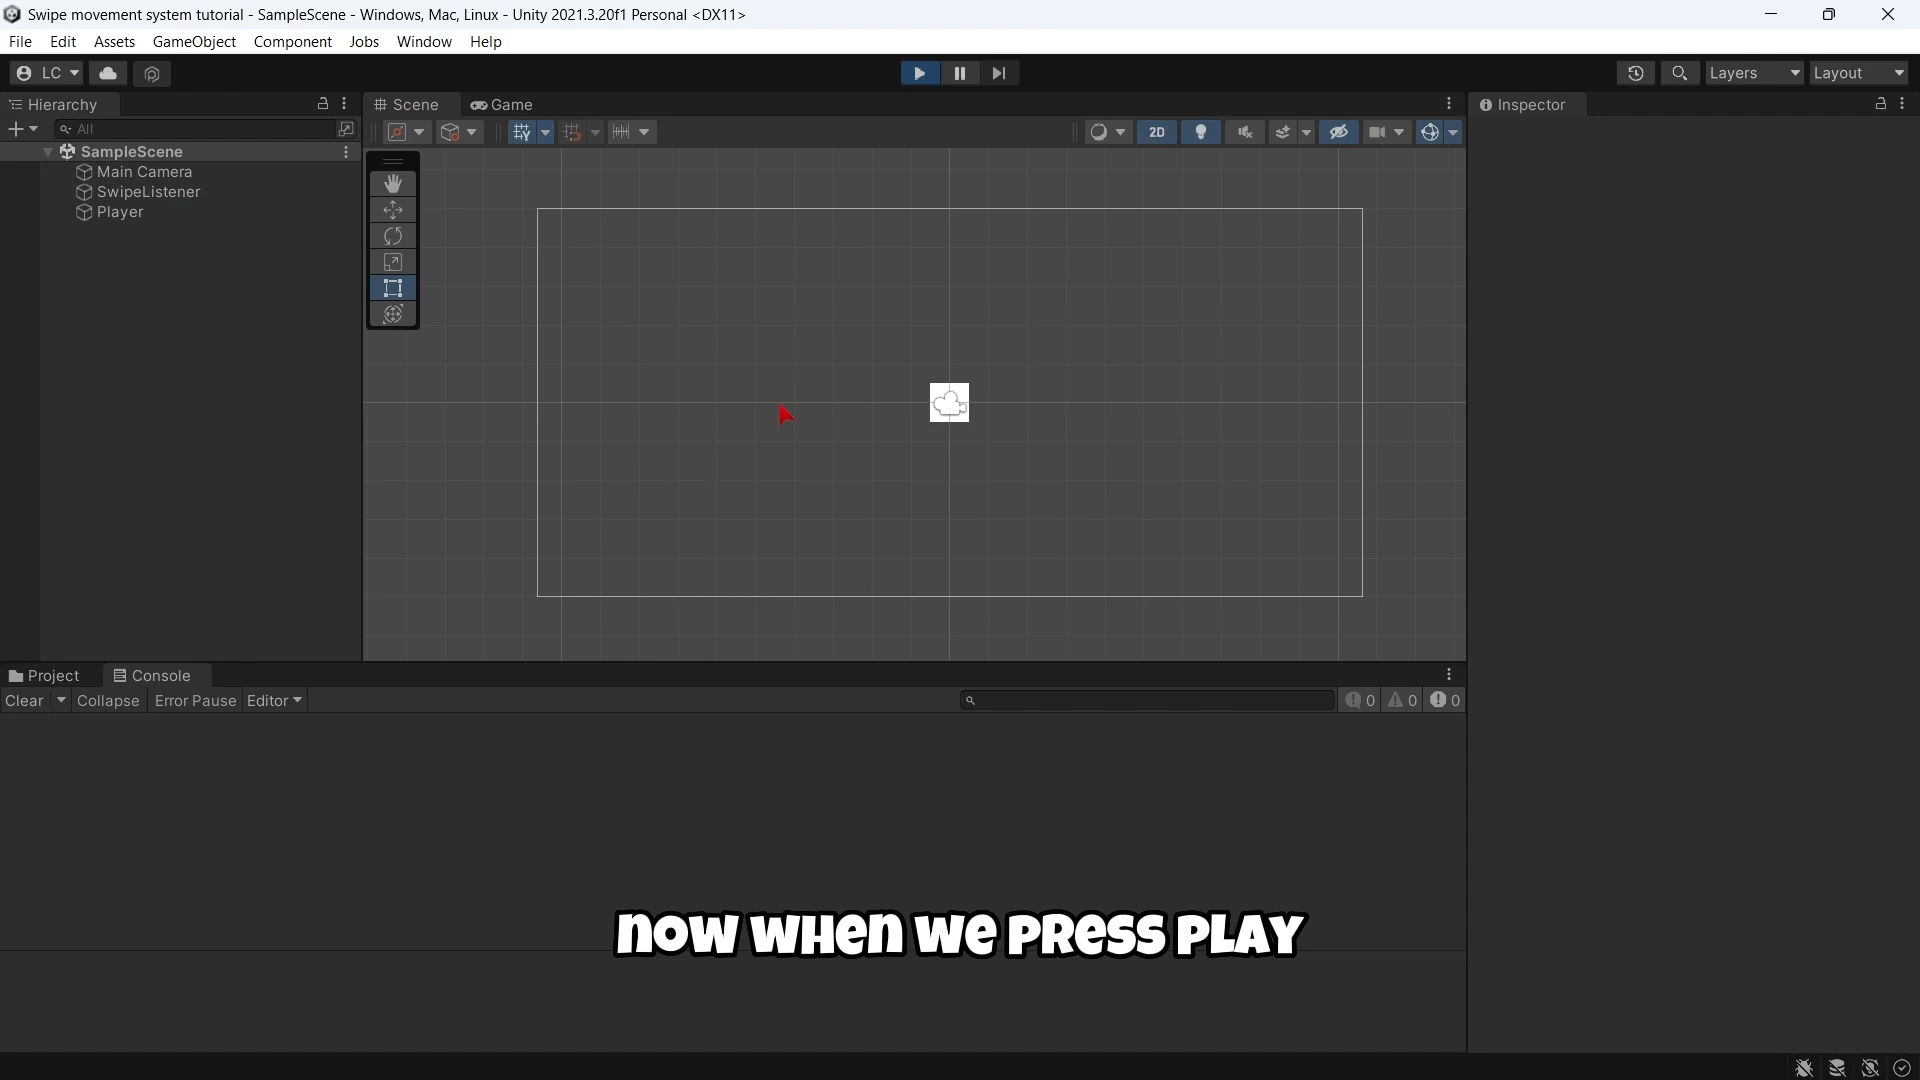 Swipe movement system tutorial - SampleScene - Windows, Mac, Linux - Unity 2021.3.20f1 Personal <DX11>
File Edit Assets GameObject Component Jobs Window Help
LC Layers Layout
Hierarchy Scene Game Inspector
All 2D
SampleScene
Main Camera
SwipeListener
Player
Project Console
Clear Collapse Error Pause Editor 0 0 0
NOW WHEN WE PRESS PLAY